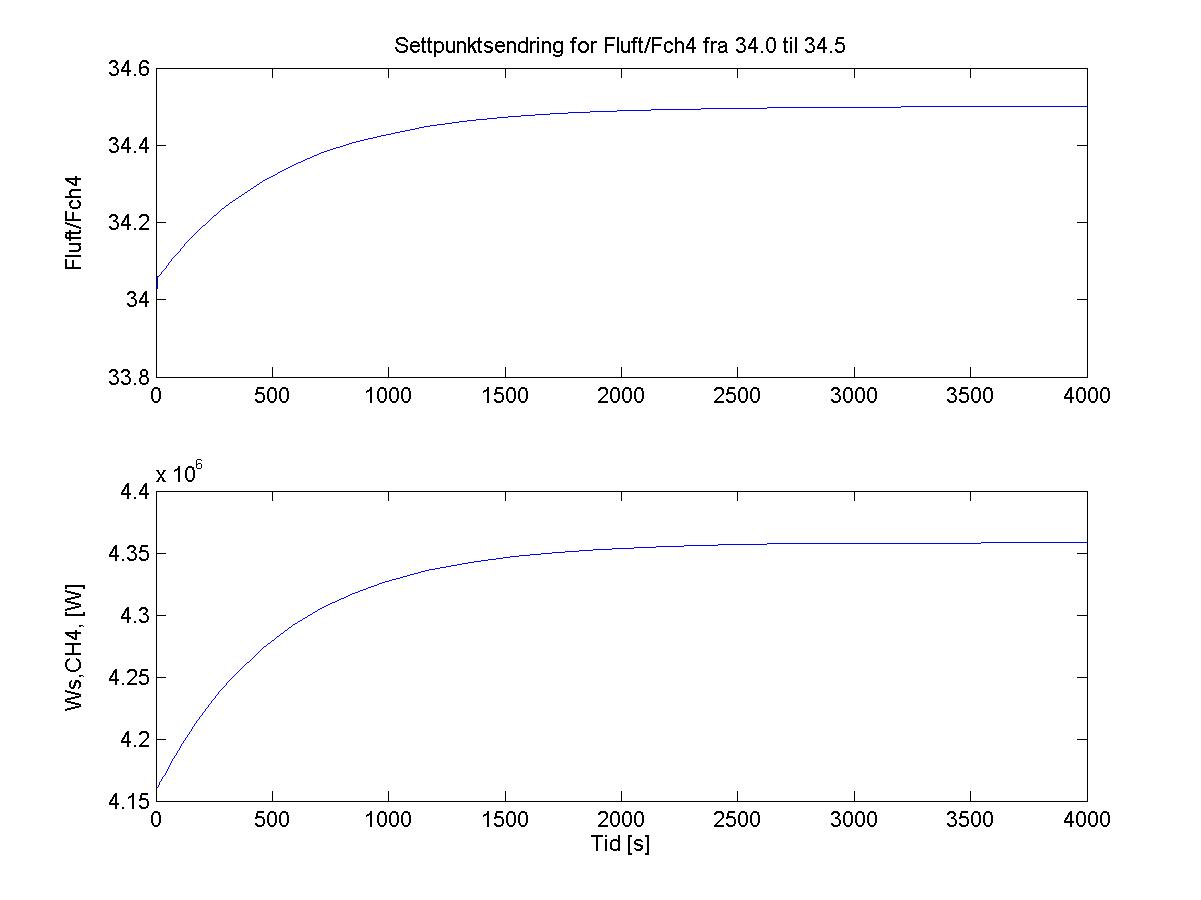 Settpunktsendring for Fluft/Fch4 fra 34.0 til 34.5
34.6
34.4
34.2
34
33.8
Fluft/Fch4
0 500 1000 1500 2000 2500 3000 3500 4000
x 10^6
4.4
4.35
4.3
4.25
4.2
4.15
Ws,CH4, [W]
0 500 1000 1500 2000 2500 3000 3500 4000
Tid [s]